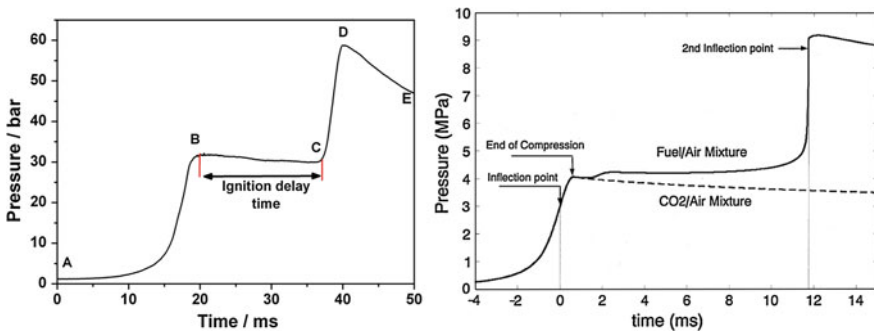 60
50
40
30
20
10
0
Pressure / bar
A
B
C
D
E
Ignition delay
time
0 10 20 30 40 50
Time / ms
10
9
8
7
6
5
4
3
2
1
0
Pressure (MPa)
2nd Inflection point
End of Compression
Fuel/Air Mixture
Inflection point
CO2/Air Mixture
-4 -2 0 2 4 6 8 10 12 14
time (ms)